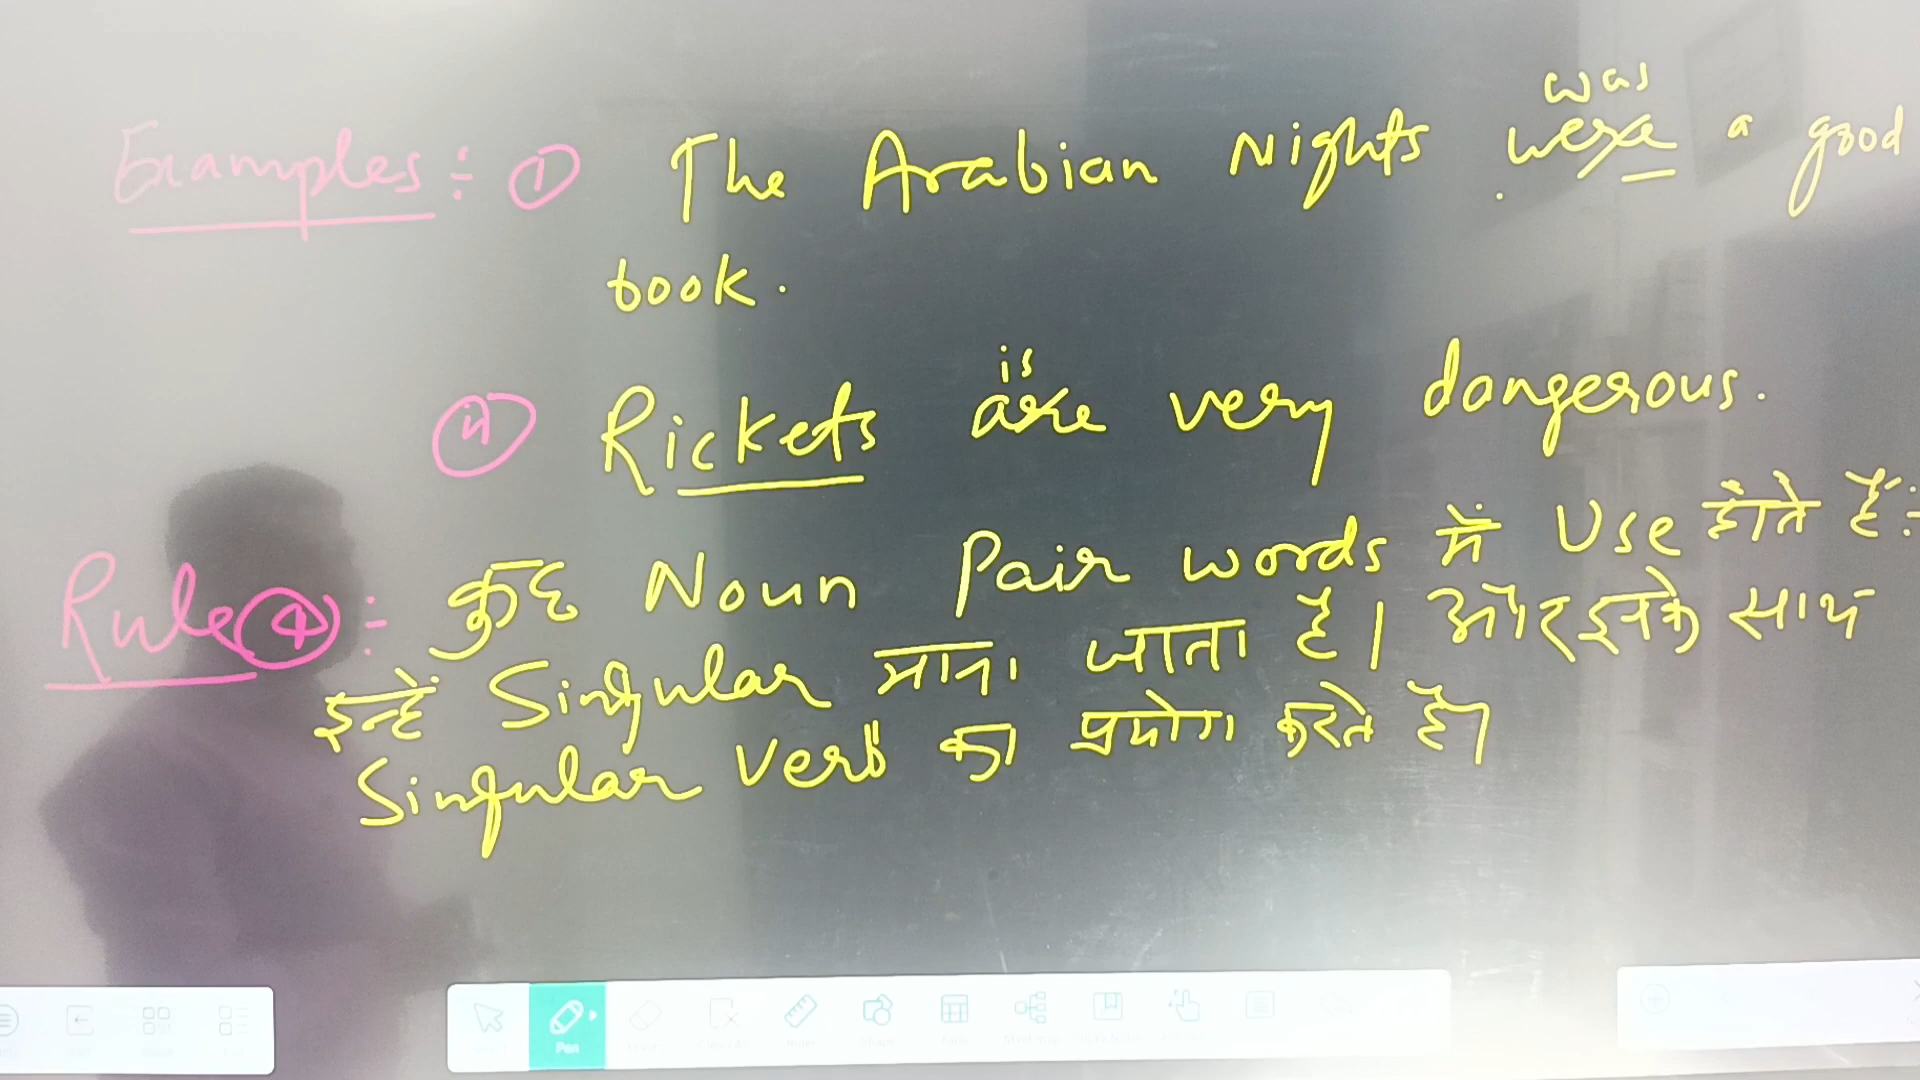 Examples :- ① The Arabian Nights were was a good
book.
ii Rickets are is very dangerous.
Rule ④ :- कुछ Noun Pair words में Use होते हैं :-
इन्हें Singular माना जाता है। और इनके साथ
Singular Verb का प्रयोग करते हैं।
Pen